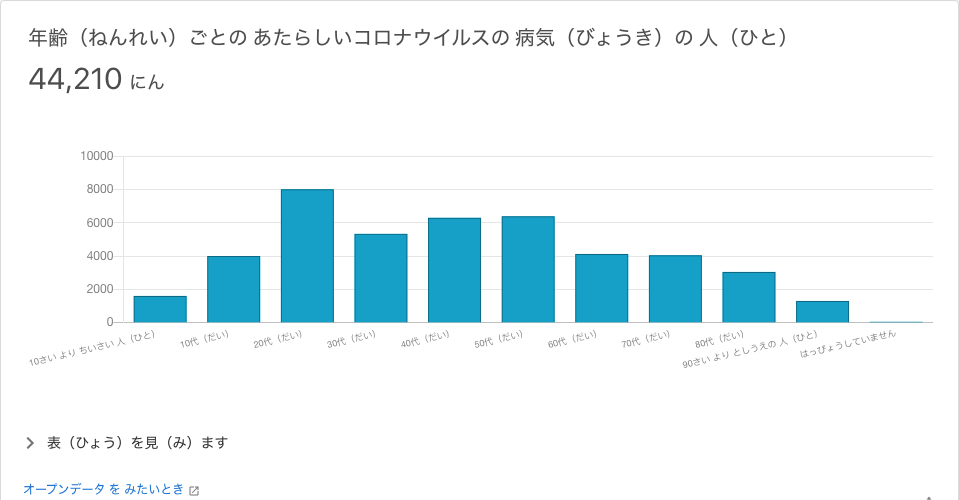 年齢（ねんれい）ごとの あたらしいコロナウイルスの 病気（びょうき）の 人（ひと）
44,210 にん
10000
8000
6000
4000
2000
0
10さい より ちいさい 人（ひと）
10代（だい）
20代（だい）
30代（だい）
40代（だい）
50代（だい）
60代（だい）
70代（だい）
80代（だい）
90さい より としうえの 人（ひと）
はっぴょうしていません
表（ひょう）を見（み）ます
オープンデータ を みたいとき